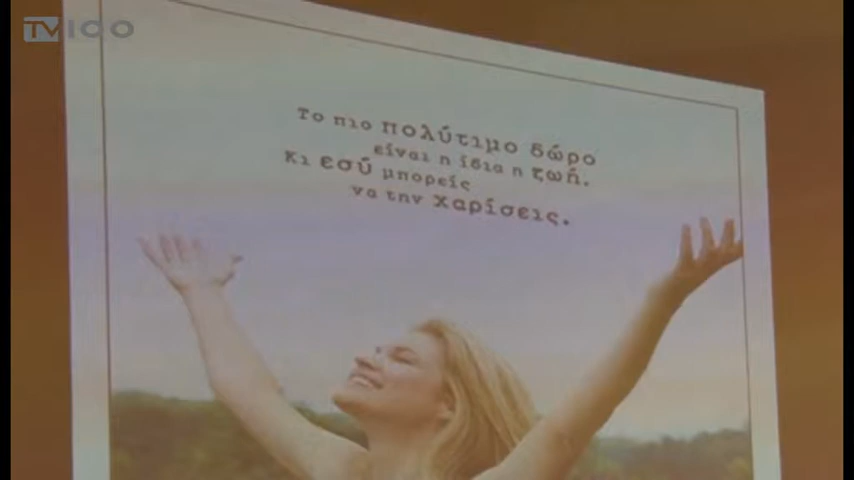 TV100
Το πιο πολύτιμο δώρο
είναι η ίδια η ζωή.
Κι εσύ μπορείς
να την χαρίσεις.